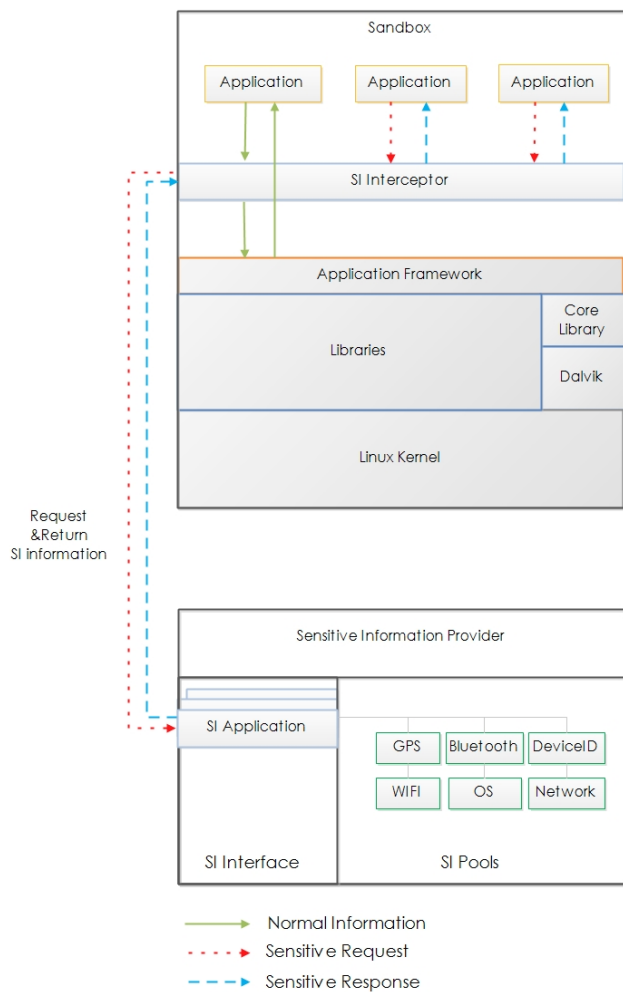 Sandbox
Application
Application
Application
SI Interceptor
Application Framework
Libraries
Core
Library
Dalvik
Linux Kernel
Request
&Return
SI information
Sensitive Information Provider
SI Application
GPS
Bluetooth
DeviceID
WIFI
OS
Network
SI Interface
SI Pools
Normal Information
Sensitive Request
Sensitive Response